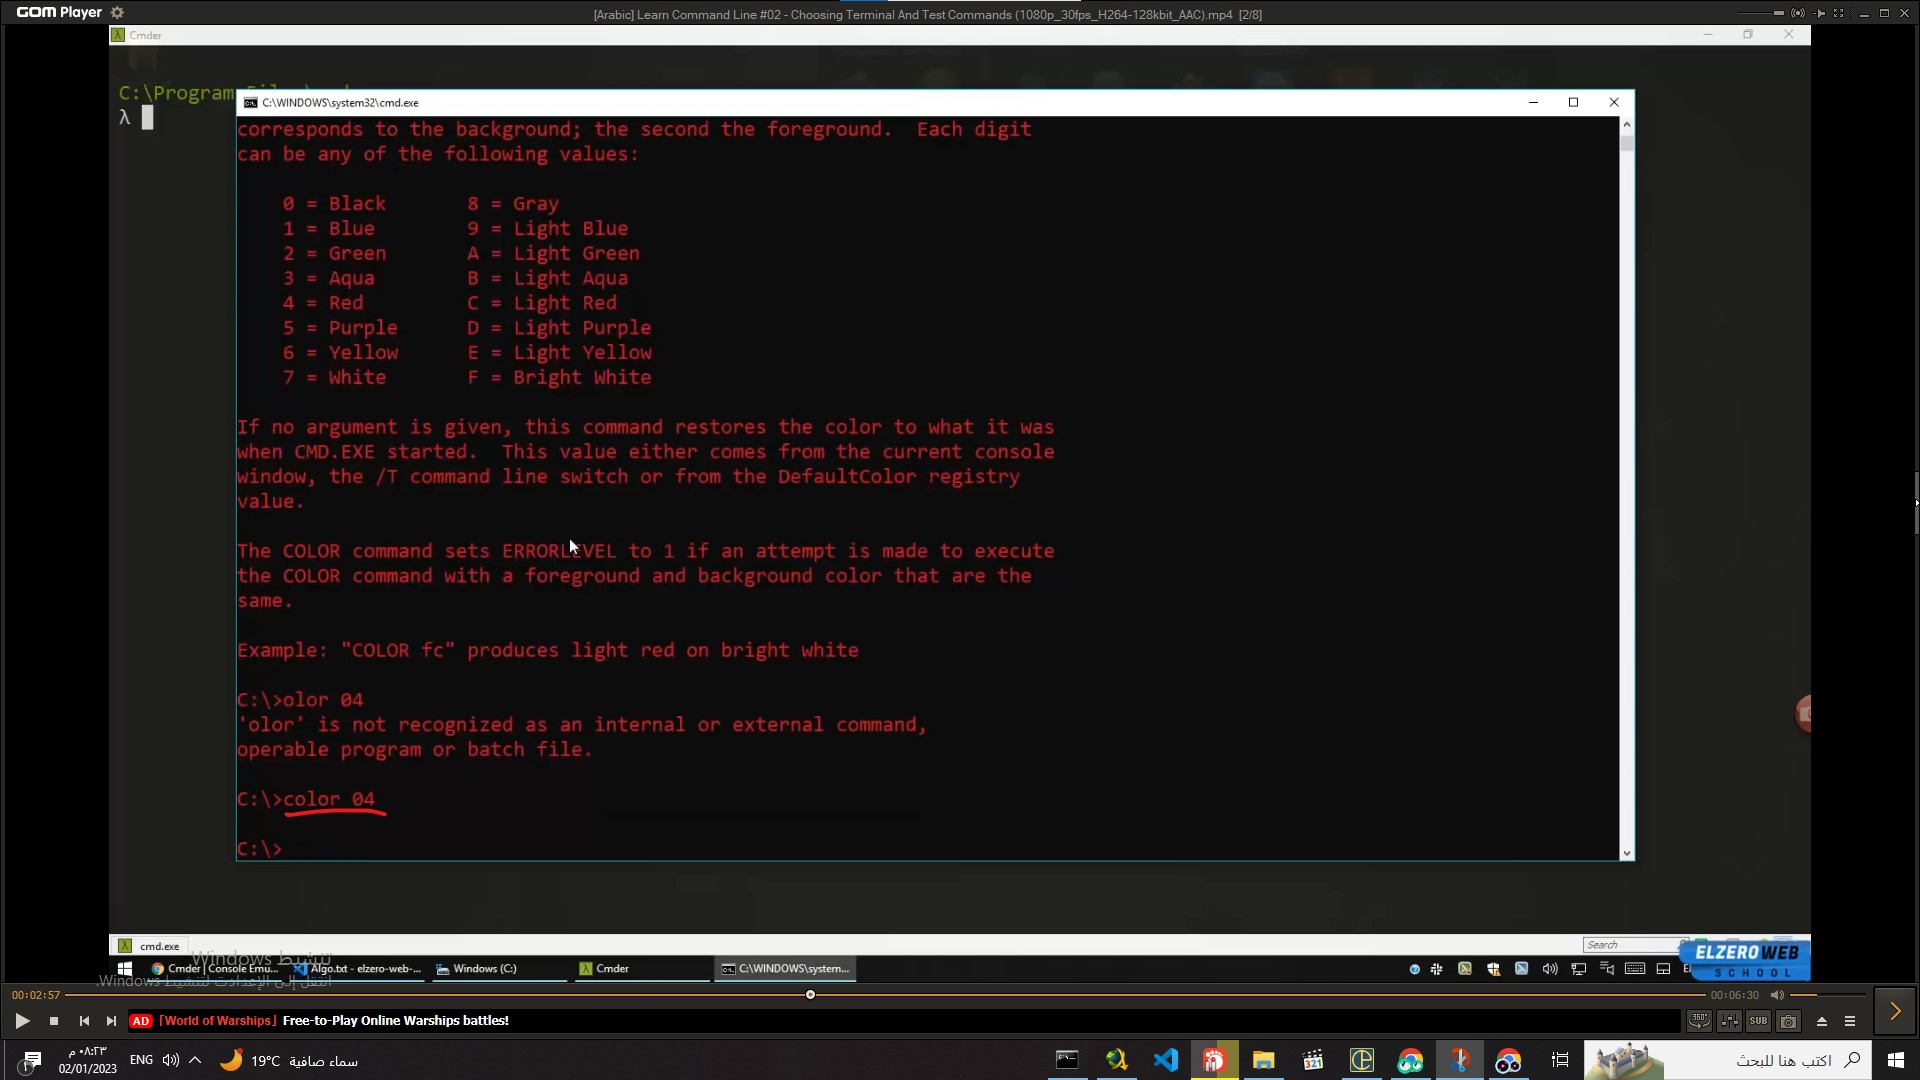 GOM Player
[Arabic] Learn Command Line #02 - Choosing Terminal And Test Commands (1080p_30fps_H264-128kbit_AAC).mp4 [2/8]
λ Cmder
C:\Program
λ
C:\WINDOWS\system32\cmd.exe
corresponds to the background; the second the foreground.  Each digit
can be any of the following values:
0 = Black       8 = Gray
1 = Blue        9 = Light Blue
2 = Green       A = Light Green
3 = Aqua        B = Light Aqua
4 = Red         C = Light Red
5 = Purple      D = Light Purple
6 = Yellow      E = Light Yellow
7 = White       F = Bright White
If no argument is given, this command restores the color to what it was
when CMD.EXE started.  This value either comes from the current console
window, the /T command line switch or from the DefaultColor registry
value.
The COLOR command sets ERRORLEVEL to 1 if an attempt is made to execute
the COLOR command with a foreground and background color that are the
same.
Example: "COLOR fc" produces light red on bright white
C:\>olor 04
'olor' is not recognized as an internal or external command,
operable program or batch file.
C:\>color 04
C:\>
λ cmd.exe
Search
تنشيط Windows
انتقل إلى الإعدادات لتنشيط Windows.
Cmder | Console Emu...
Algo.txt - elzero-web-...
Windows (C:)
λ Cmder
C:\WINDOWS\system...
ELZERO WEB
SCHOOL
00:02:57
00:06:30
AD [World of Warships] Free-to-Play Online Warships battles!
360°
SUB
٠٨:٢٣ م
02/01/2023
ENG
19°C سماء صافية
321
اكتب هنا للبحث